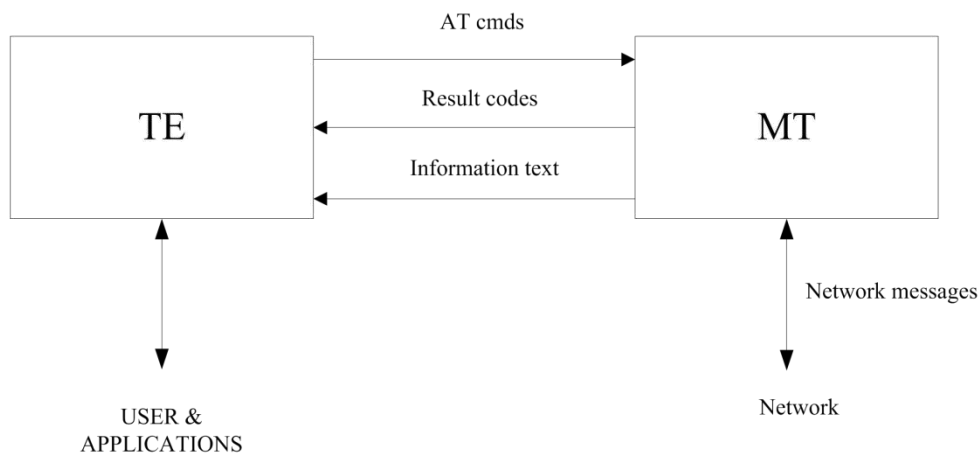 AT cmds
TE
Result codes
MT
Information text
Network messages
USER &
APPLICATIONS
Network